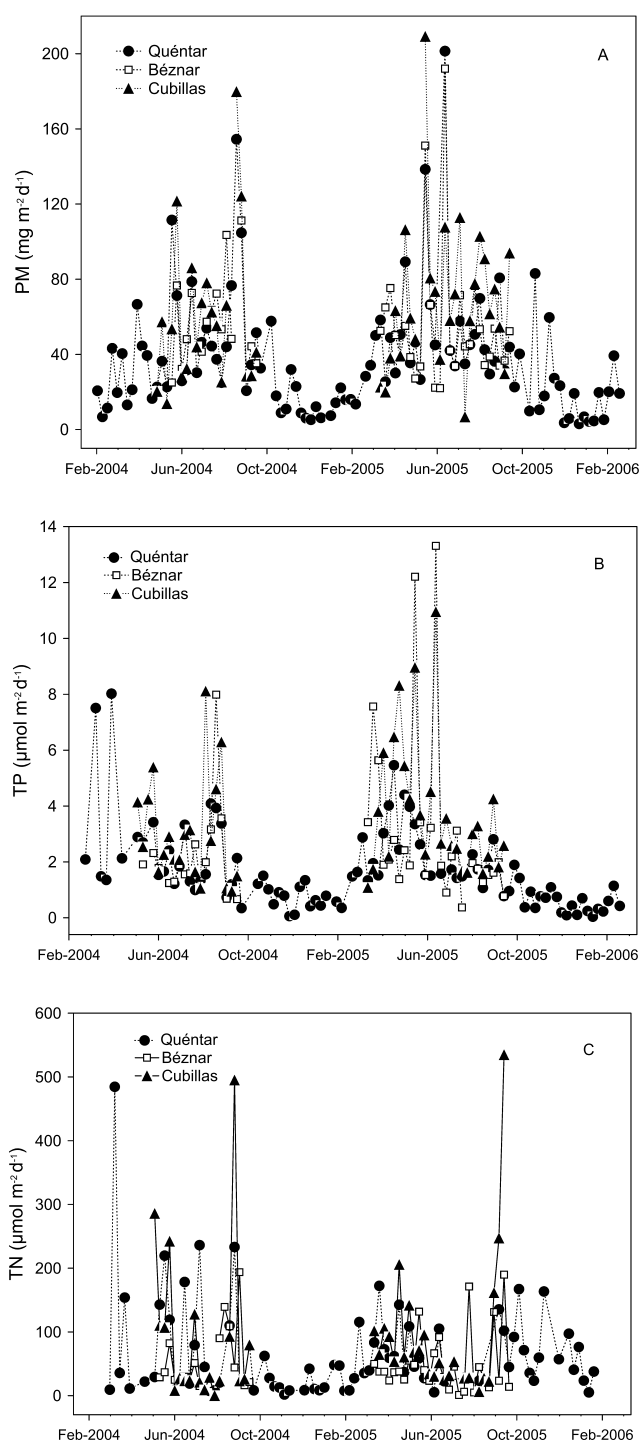 A
Quéntar
Béznar
Cubillas
PM (mg m-2 d-1)
200
160
120
80
40
0
Feb-2004 Jun-2004 Oct-2004 Feb-2005 Jun-2005 Oct-2005 Feb-2006
B
Quéntar
Béznar
Cubillas
TP (µmol m-2 d-1)
14
12
10
8
6
4
2
0
Feb-2004 Jun-2004 Oct-2004 Feb-2005 Jun-2005 Oct-2005 Feb-2006
C
Quéntar
Béznar
Cubillas
TN (µmol m-2 d-1)
600
500
400
300
200
100
0
Feb-2004 Jun-2004 Oct-2004 Feb-2005 Jun-2005 Oct-2005 Feb-2006